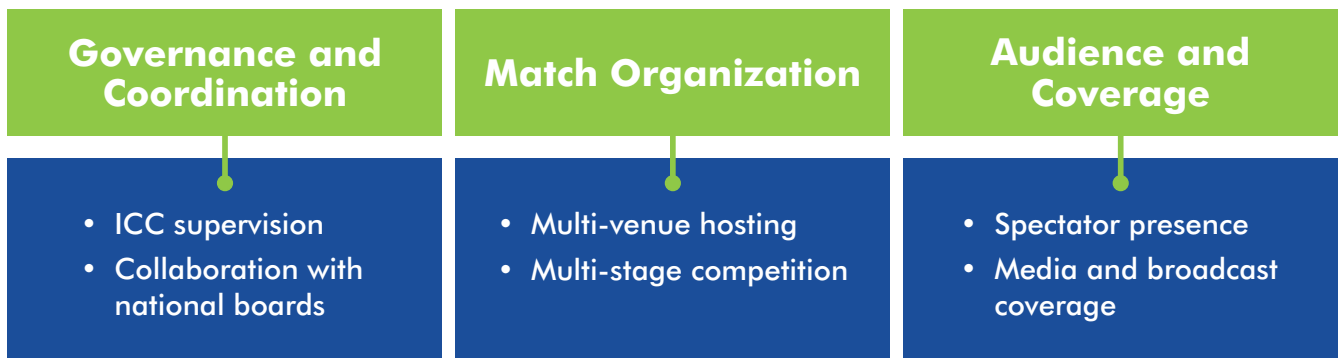 Governance and
Coordination
• ICC supervision
• Collaboration with
national boards
Match Organization
• Multi-venue hosting
• Multi-stage competition
Audience and
Coverage
• Spectator presence
• Media and broadcast
coverage